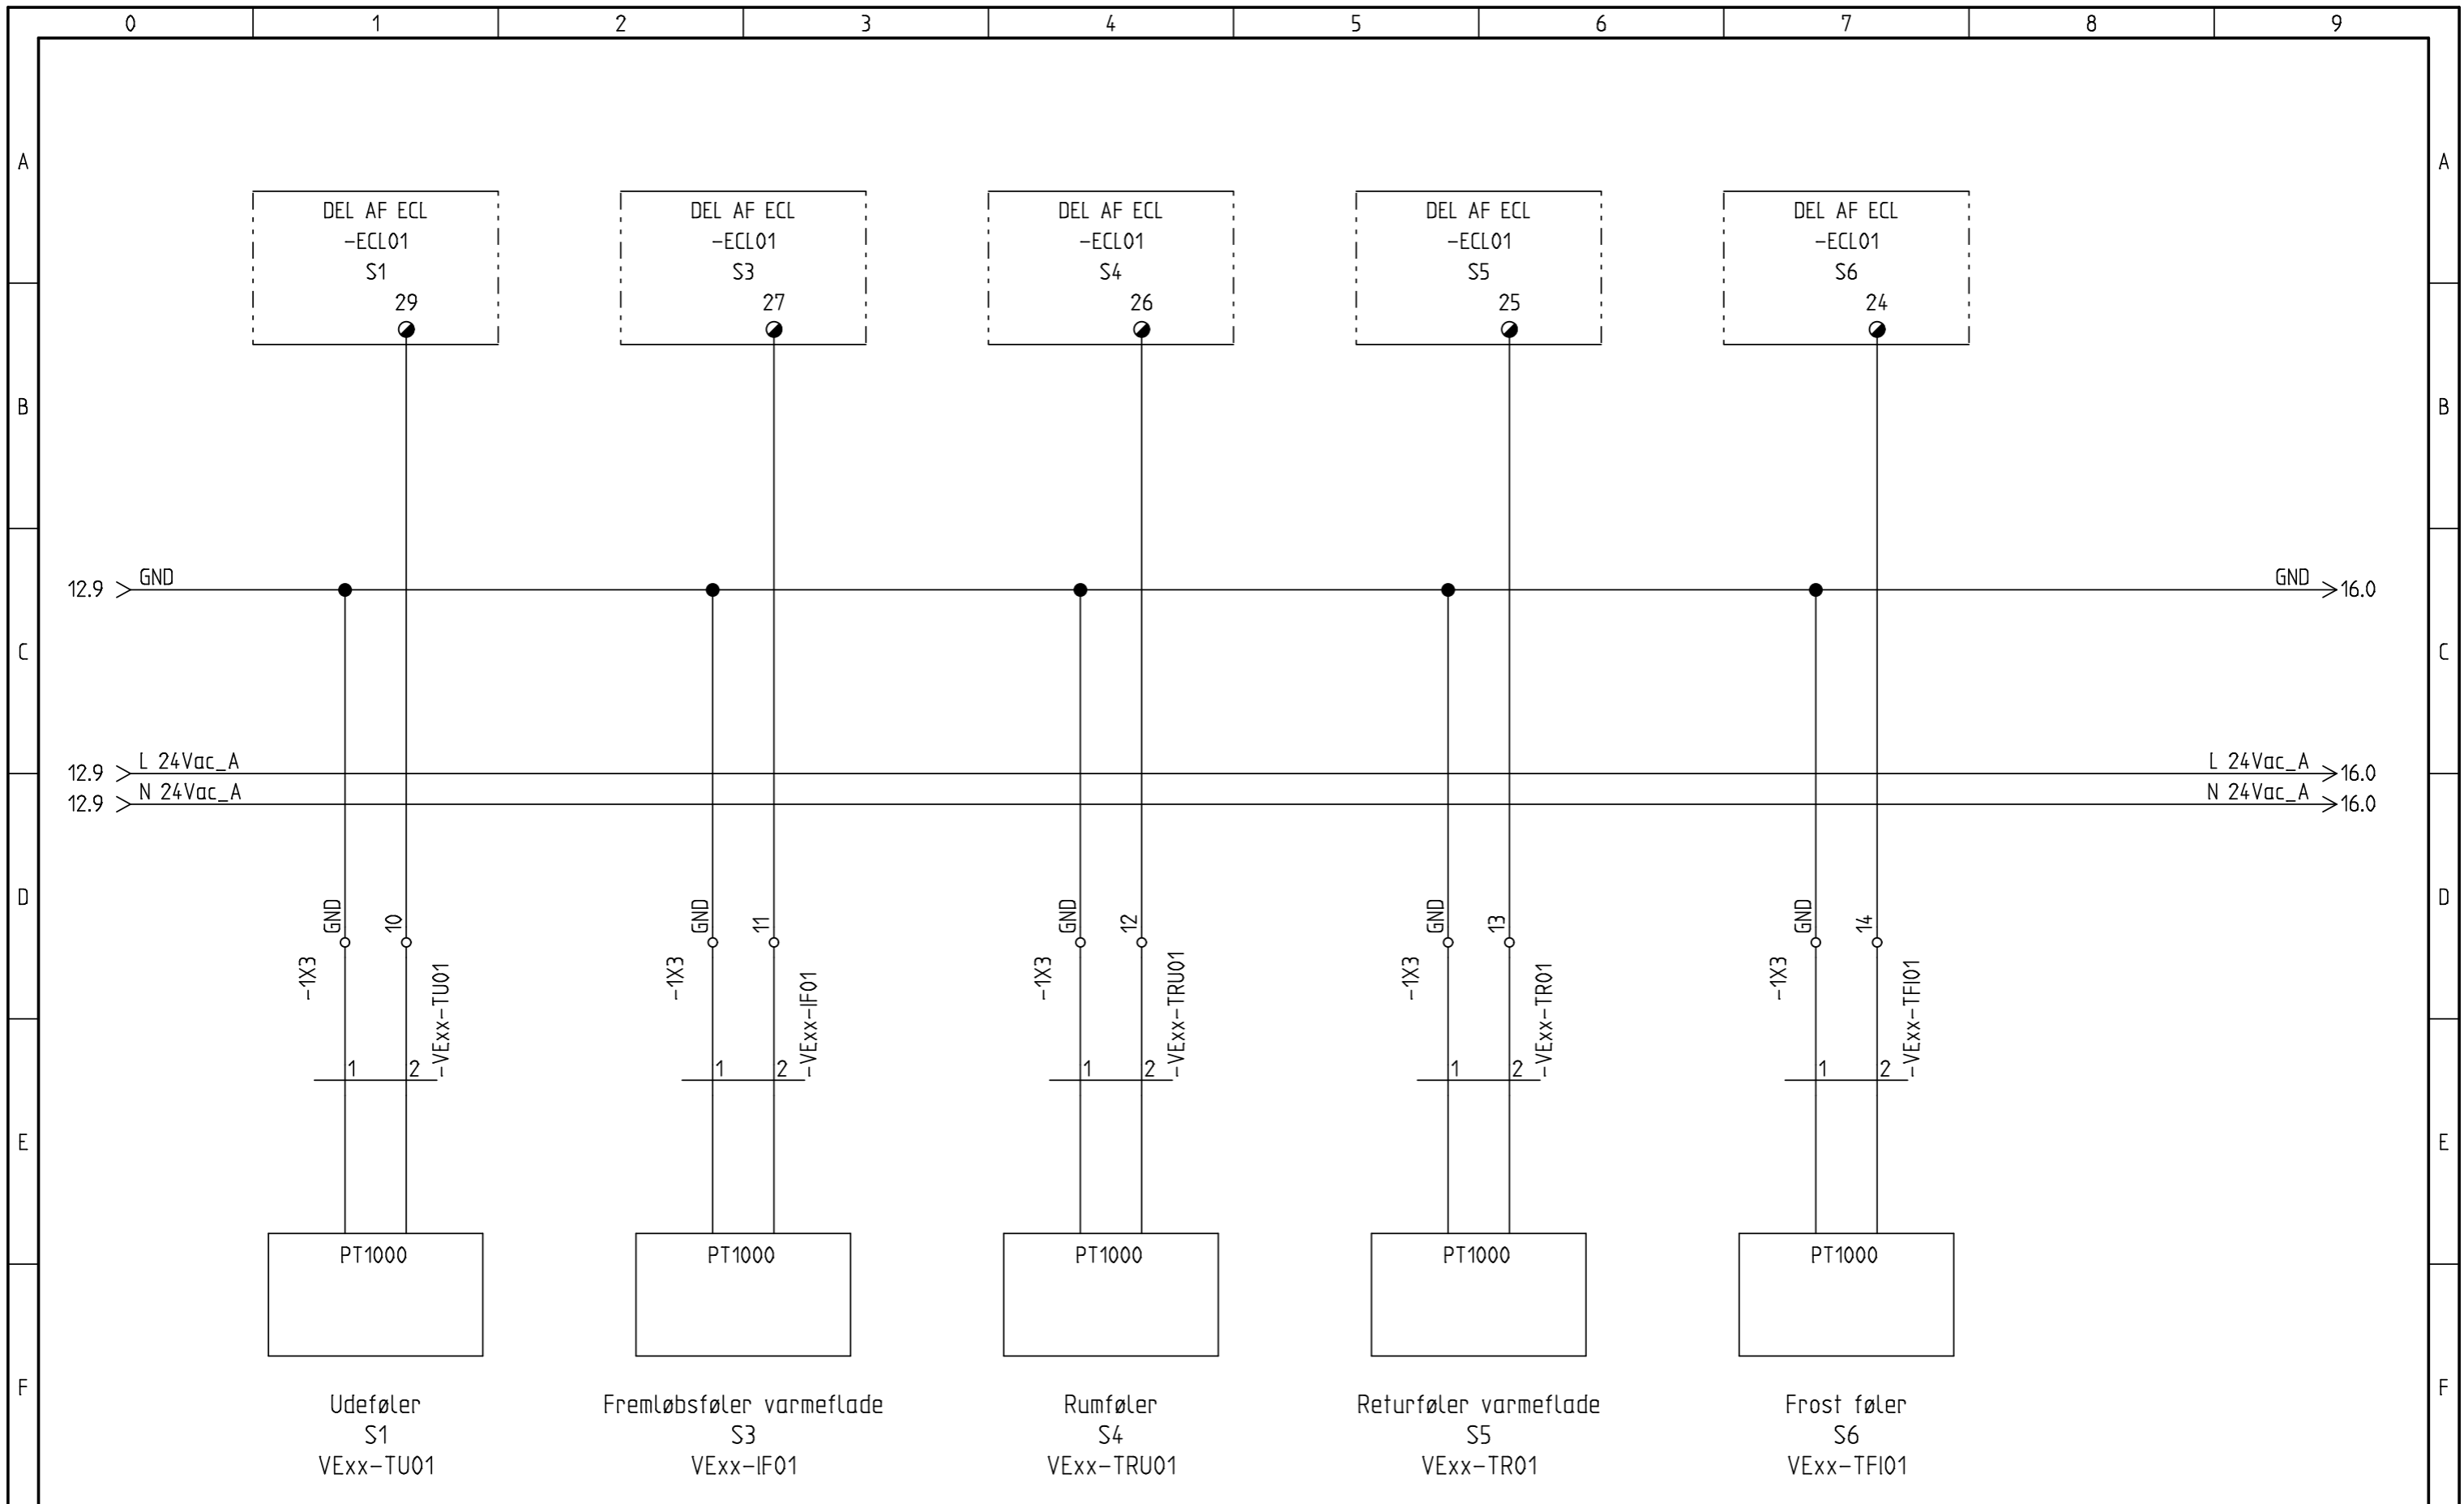 0 1 2 3 4 5 6 7 8 9
A A
DEL AF ECL
-ECL01
S1
29
DEL AF ECL
-ECL01
S3
27
DEL AF ECL
-ECL01
S4
26
DEL AF ECL
-ECL01
S5
25
DEL AF ECL
-ECL01
S6
24
B B
12.9 GND
GND 16.0
C C
12.9 L 24Vac_A
L 24Vac_A 16.0
12.9 N 24Vac_A
N 24Vac_A 16.0
D D
-1X3
GND
10
-VExx-TU01
1 2
-1X3
GND
11
-VExx-IF01
1 2
-1X3
GND
12
-VExx-TRU01
1 2
-1X3
GND
13
-VExx-TR01
1 2
-1X3
GND
14
-VExx-TFI01
1 2
E E
PT1000
PT1000
PT1000
PT1000
PT1000
F F
Udeføler
S1
VExx-TU01
Fremløbsføler varmeflade
S3
VExx-IF01
Rumføler
S4
VExx-TRU01
Returføler varmeflade
S5
VExx-TR01
Frost føler
S6
VExx-TFI01